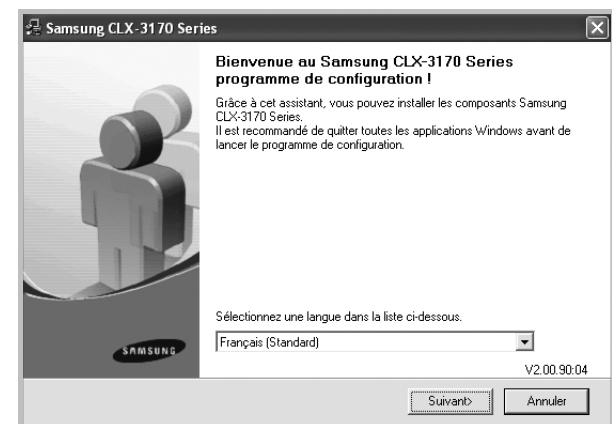 Samsung CLX-3170 Series
Bienvenue au Samsung CLX-3170 Series
programme de configuration !
Grâce à cet assistant, vous pouvez installer les composants Samsung
CLX-3170 Series.
Il est recommandé de quitter toutes les applications Windows avant de
lancer le programme de configuration.
Sélectionnez une langue dans la liste ci-dessous.
Français (Standard)
SAMSUNG
V2.00.90:04
Suivant>
Annuler